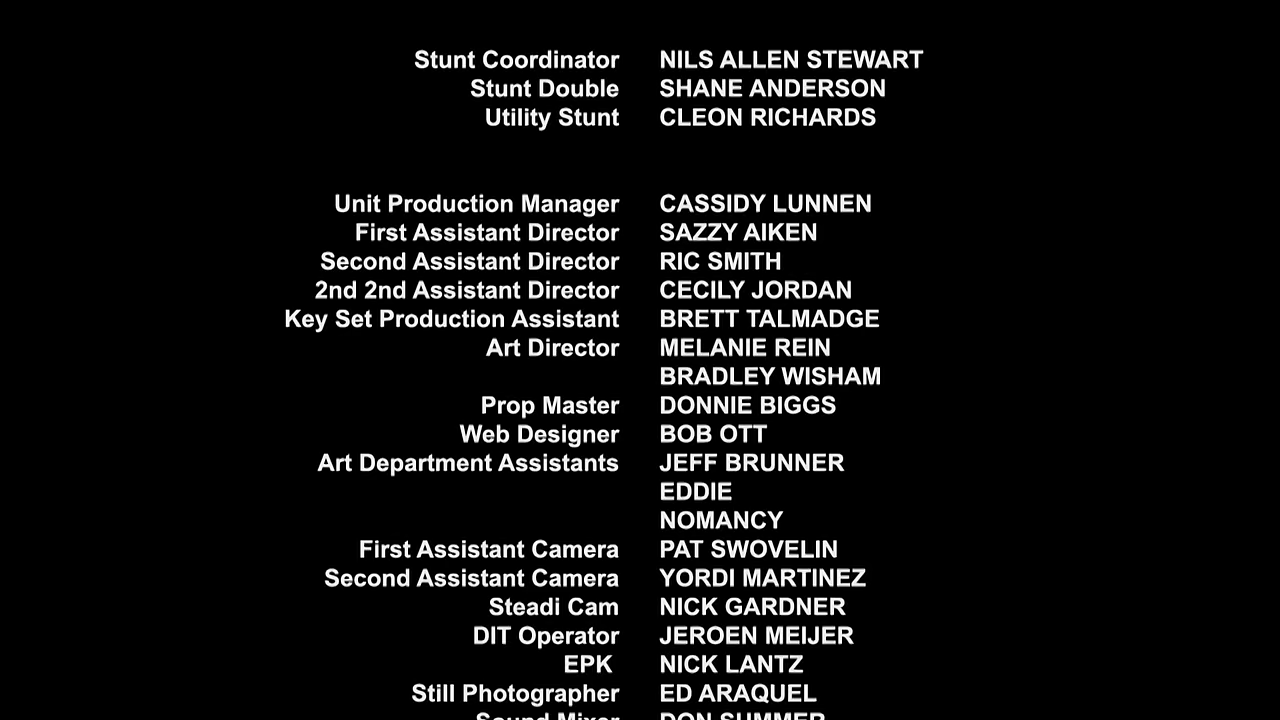 Stunt Coordinator NILS ALLEN STEWART
Stunt Double SHANE ANDERSON
Utility Stunt CLEON RICHARDS
Unit Production Manager CASSIDY LUNNEN
First Assistant Director SAZZY AIKEN
Second Assistant Director RIC SMITH
2nd 2nd Assistant Director CECILY JORDAN
Key Set Production Assistant BRETT TALMADGE
Art Director MELANIE REIN
BRADLEY WISHAM
Prop Master DONNIE BIGGS
Web Designer BOB OTT
Art Department Assistants JEFF BRUNNER
EDDIE
NOMANCY
First Assistant Camera PAT SWOVELIN
Second Assistant Camera YORDI MARTINEZ
Steadi Cam NICK GARDNER
DIT Operator JEROEN MEIJER
EPK NICK LANTZ
Still Photographer ED ARAQUEL
Sound Mixer DON SUMMER